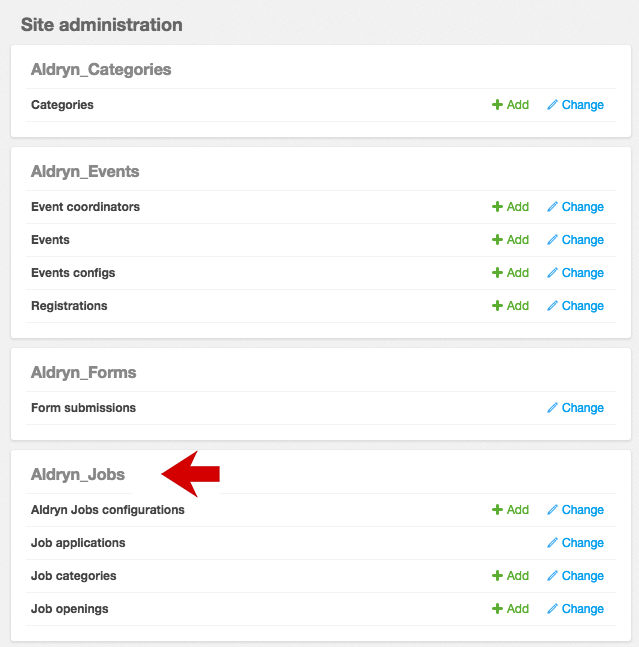 Site administration
Aldryn_Categories
Categories Add Change
Aldryn_Events
Event coordinators Add Change
Events Add Change
Events configs Add Change
Registrations Add Change
Aldryn_Forms
Form submissions Change
Aldryn_Jobs
Aldryn Jobs configurations Add Change
Job applications Change
Job categories Add Change
Job openings Add Change